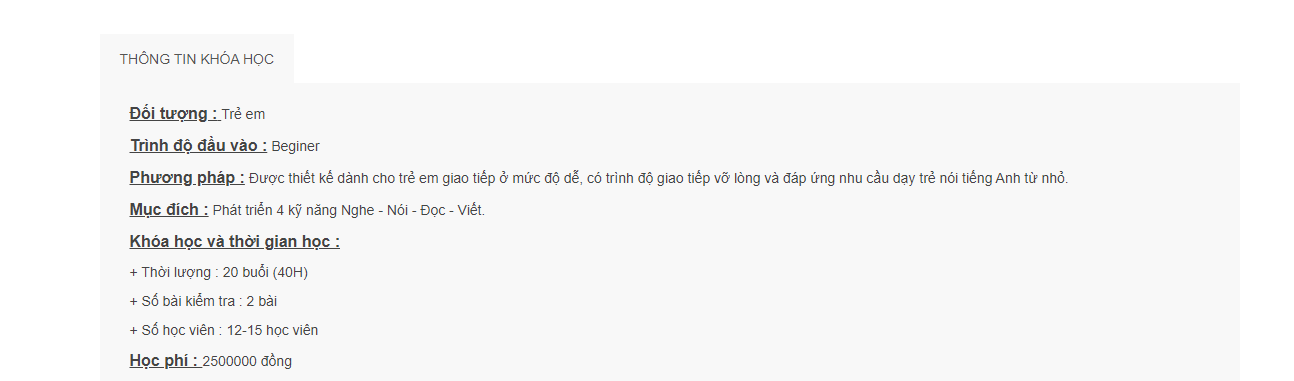 THÔNG TIN KHÓA HỌC
Đối tượng : Trẻ em
Trình độ đầu vào : Beginer
Phương pháp : Được thiết kế dành cho trẻ em giao tiếp ở mức độ dễ, có trình độ giao tiếp vỡ lòng và đáp ứng nhu cầu dạy trẻ nói tiếng Anh từ nhỏ.
Mục đích : Phát triển 4 kỹ năng Nghe - Nói - Đọc - Viết.
Khóa học và thời gian học :
+ Thời lượng : 20 buổi (40H)
+ Số bài kiểm tra : 2 bài
+ Số học viên : 12-15 học viên
Học phí : 2500000 đồng